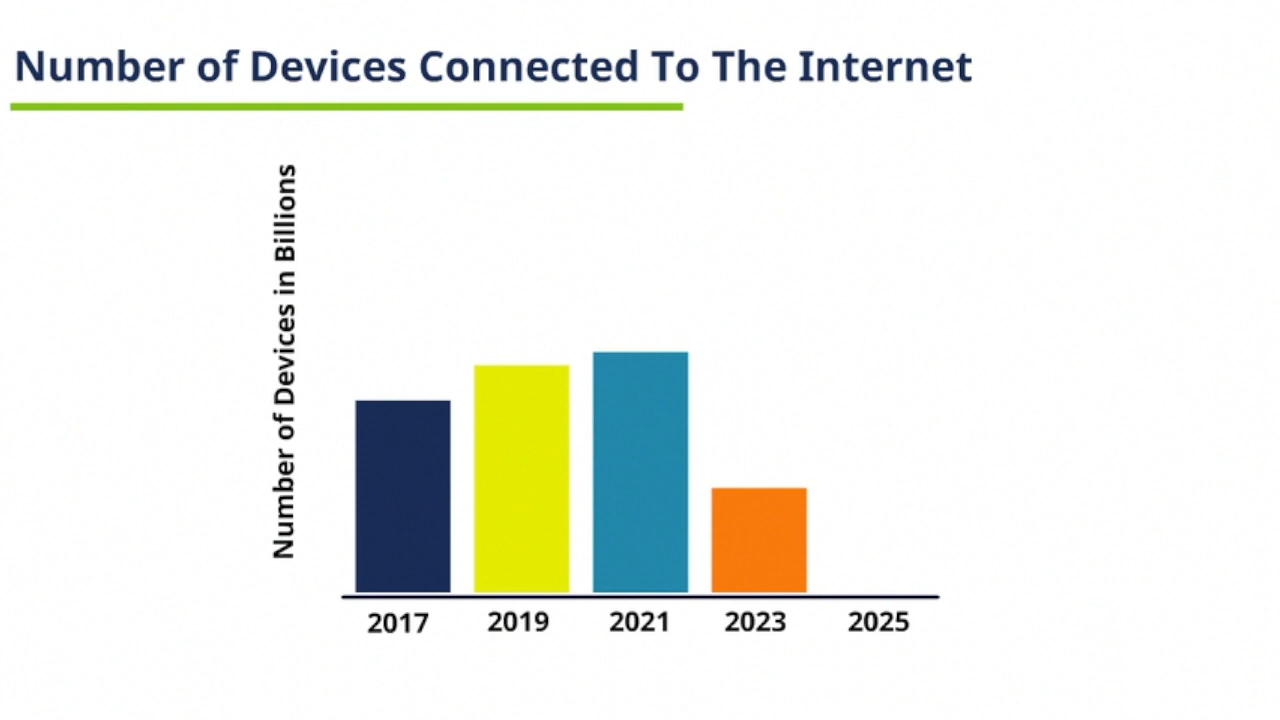 Number of Devices Connected To The Internet
Number of Devices in Billions
2017 2019 2021 2023 2025